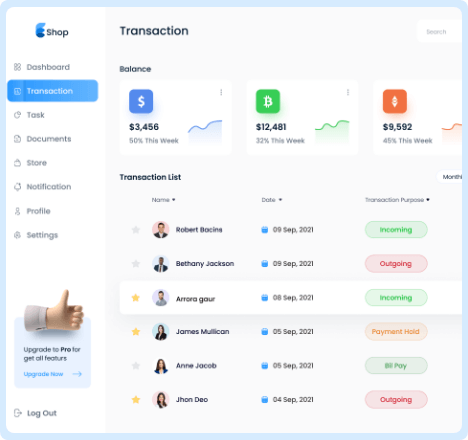 Shop
Transaction
Search
Dashboard
Transaction
Task
Documents
Store
Notification
Profile
Settings
Upgrade to Pro for
get all featurs
Upgrade Now
Log Out
Balance
$
$3,456
50% This Week
$12,481
32% This Week
$9,592
45% This Week
Transaction List
Month
Name Date Transaction Purpose
Robert Bacins 09 Sep, 2021 Incoming
Bethany Jackson 09 Sep, 2021 Outgoing
Arrora gaur 08 Sep, 2021 Incoming
James Mullican 05 Sep, 2021 Payment Hold
Anne Jacob 05 Sep, 2021 Bill Pay
Jhon Deo 04 Sep, 2021 Outgoing